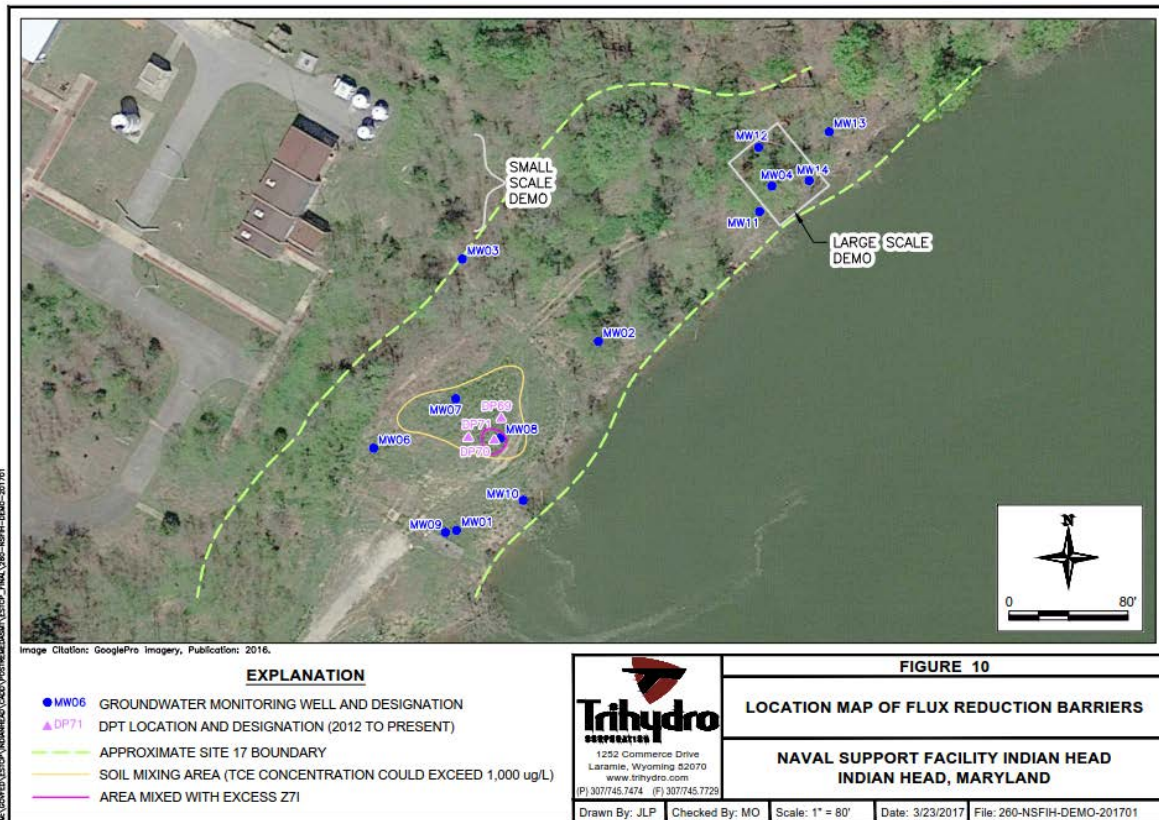 MW13
MW12
MW04
MW14
MW11
SMALL
SCALE
DEMO
LARGE SCALE
DEMO
MW03
MW02
MW07
DP69
DP71
MW08
DP70
MW06
MW10
MW09
MW01
N
0 80'
Image Citation: GooglePro Imagery, Publication: 2016.
EXPLANATION
MW06 GROUNDWATER MONITORING WELL AND DESIGNATION
DP71 DPT LOCATION AND DESIGNATION (2012 TO PRESENT)
APPROXIMATE SITE 17 BOUNDARY
SOIL MIXING AREA (TCE CONCENTRATION COULD EXCEED 1,000 ug/L)
AREA MIXED WITH EXCESS Z7I
Trihydro
CORPORATION
1252 Commerce Drive
Laramie, Wyoming 82070
www.trihydro.com
(P) 307/745.7474 (F) 307/745.7729
FIGURE 10
LOCATION MAP OF FLUX REDUCTION BARRIERS
NAVAL SUPPORT FACILITY INDIAN HEAD
INDIAN HEAD, MARYLAND
Drawn By: JLP Checked By: MO Scale: 1" = 80' Date: 3/23/2017 File: 260-NSFIH-DEMO-201701